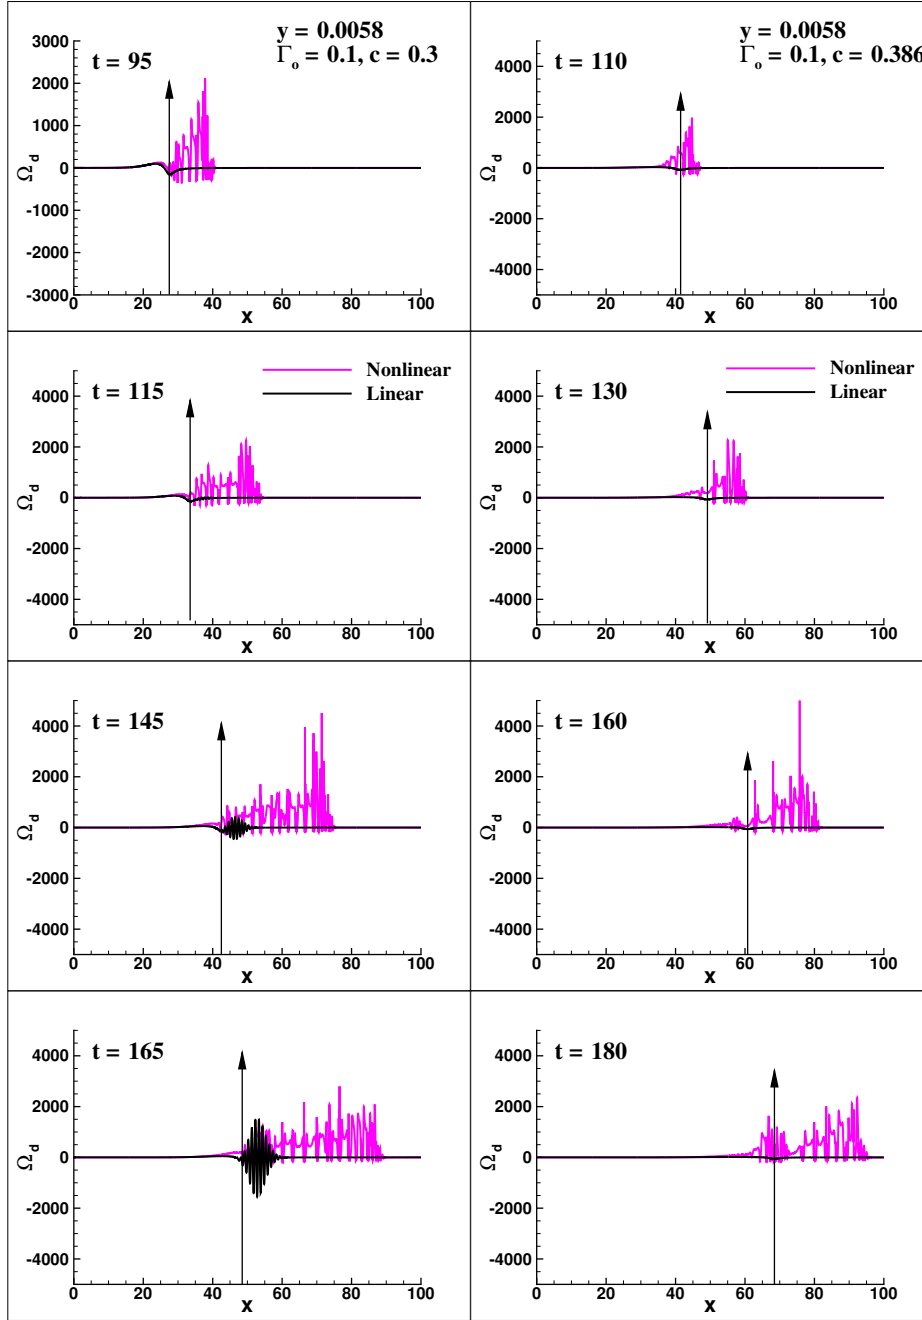 y = 0.0058
Γo = 0.1, c = 0.3
t = 95
3000
2000
1000
0
-1000
-2000
-3000
Ωd
0 20 40 60 80 100
x
y = 0.0058
Γo = 0.1, c = 0.386
t = 110
4000
2000
0
-2000
-4000
Ωd
0 20 40 60 80 100
x
t = 115
Nonlinear
Linear
4000
2000
0
-2000
-4000
Ωd
0 20 40 60 80 100
x
t = 130
Nonlinear
Linear
4000
2000
0
-2000
-4000
Ωd
0 20 40 60 80 100
x
t = 145
4000
2000
0
-2000
-4000
Ωd
0 20 40 60 80 100
x
t = 160
4000
2000
0
-2000
-4000
Ωd
0 20 40 60 80 100
x
t = 165
4000
2000
0
-2000
-4000
Ωd
0 20 40 60 80 100
x
t = 180
4000
2000
0
-2000
-4000
Ωd
0 20 40 60 80 100
x